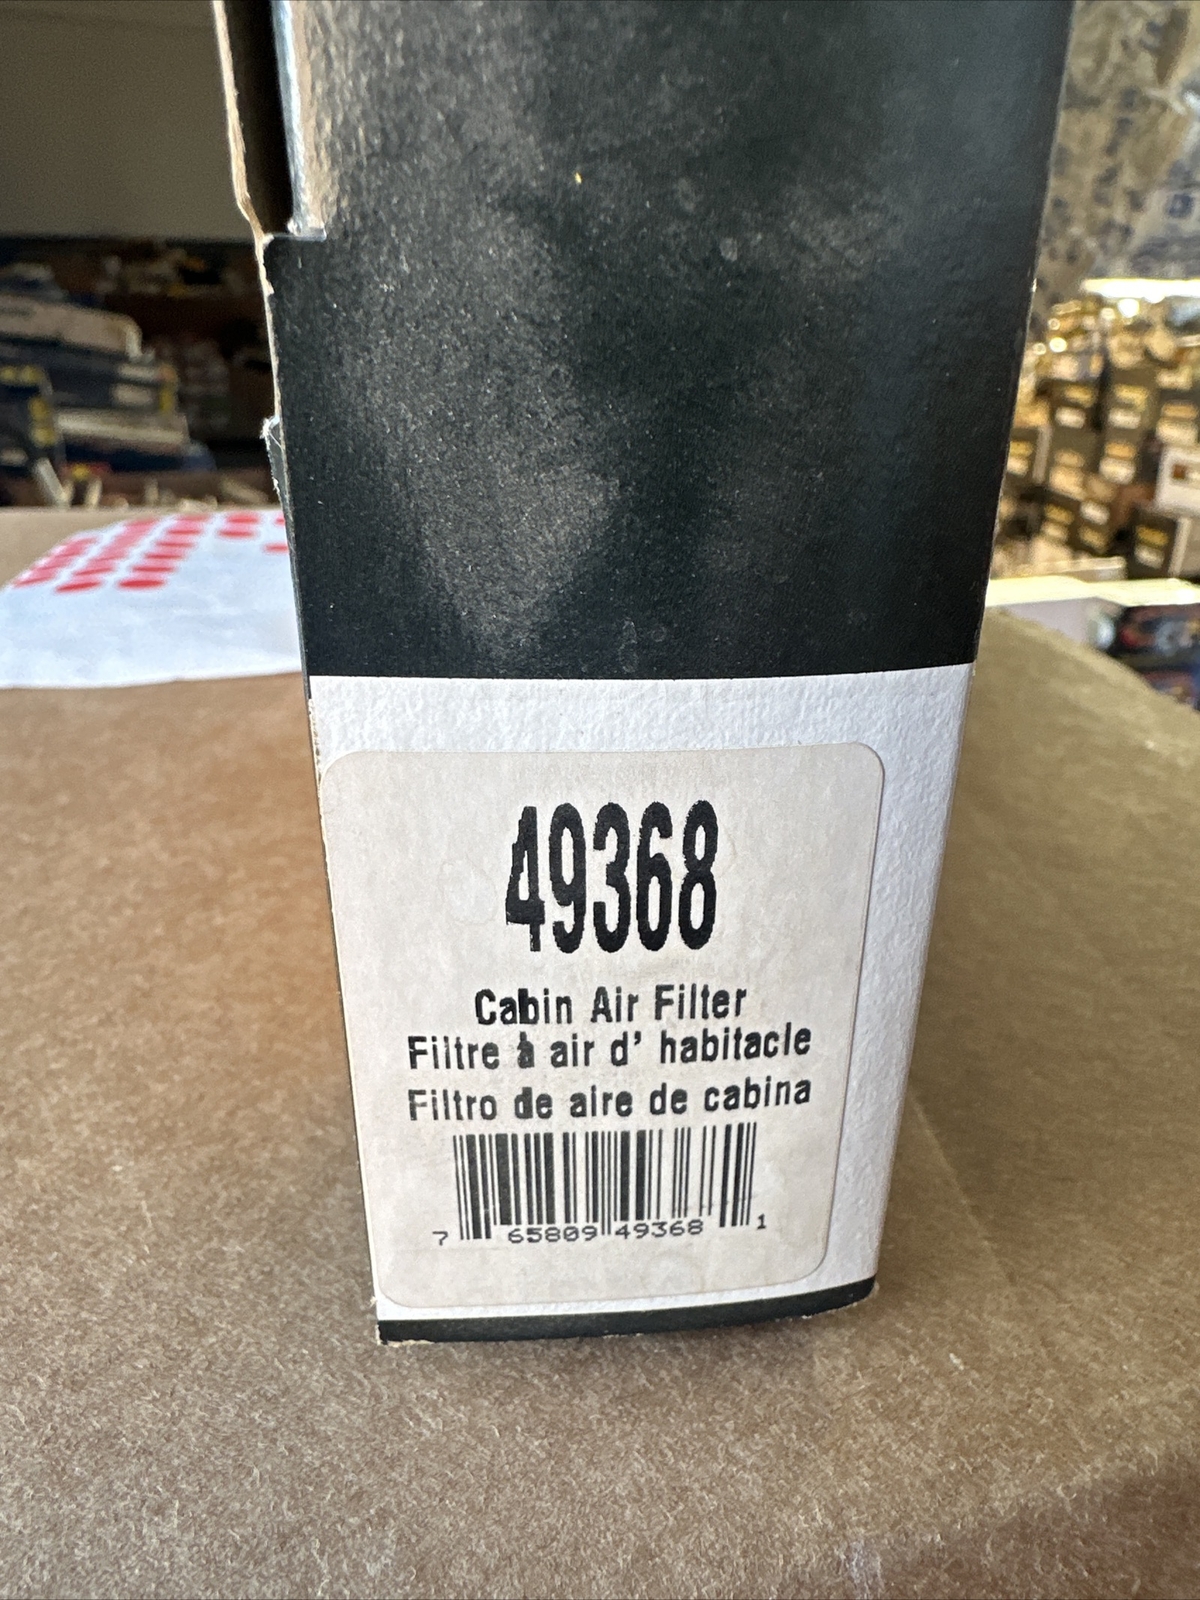 49368
Cabin Air Filter
Filtre à air d' habitacle
Filtro de aire de cabina
7 65809 49368 1